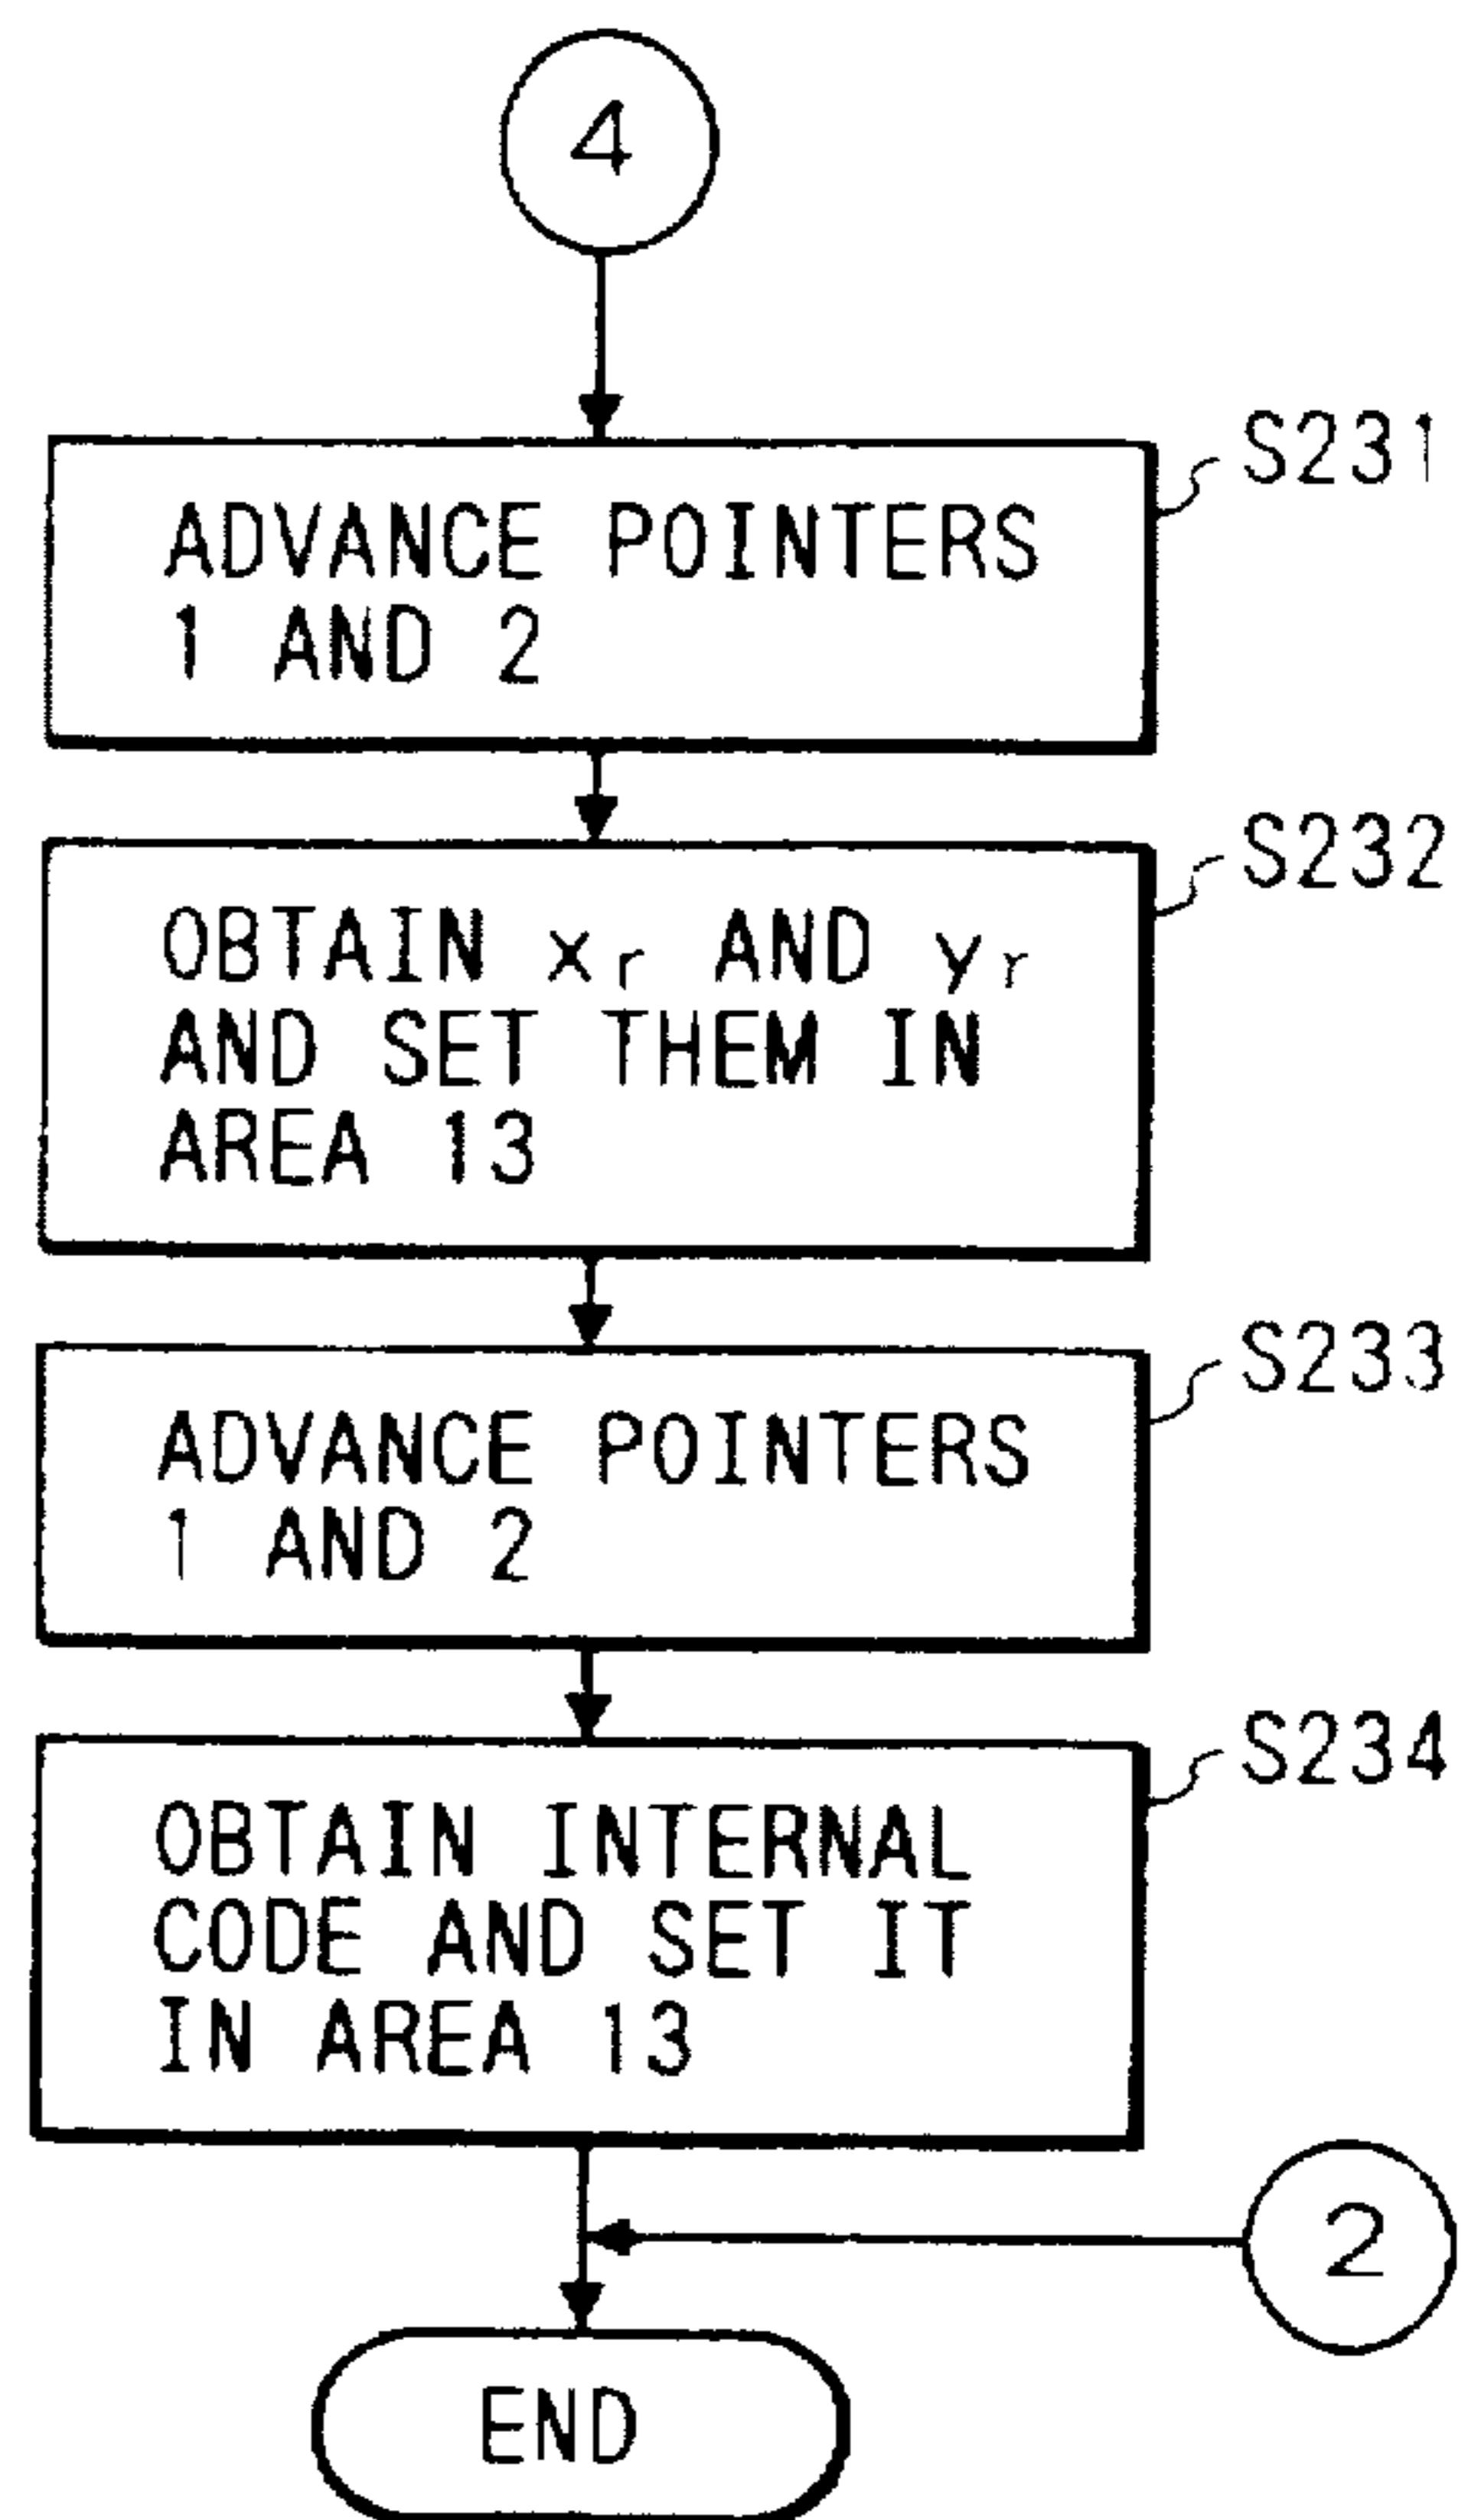 4
S231
ADVANCE POINTERS
1 AND 2
S232
OBTAIN xr AND yr
AND SET THEM IN
AREA 13
S233
ADVANCE POINTERS
1 AND 2
S234
OBTAIN INTERNAL
CODE AND SET IT
IN AREA 13
2
END